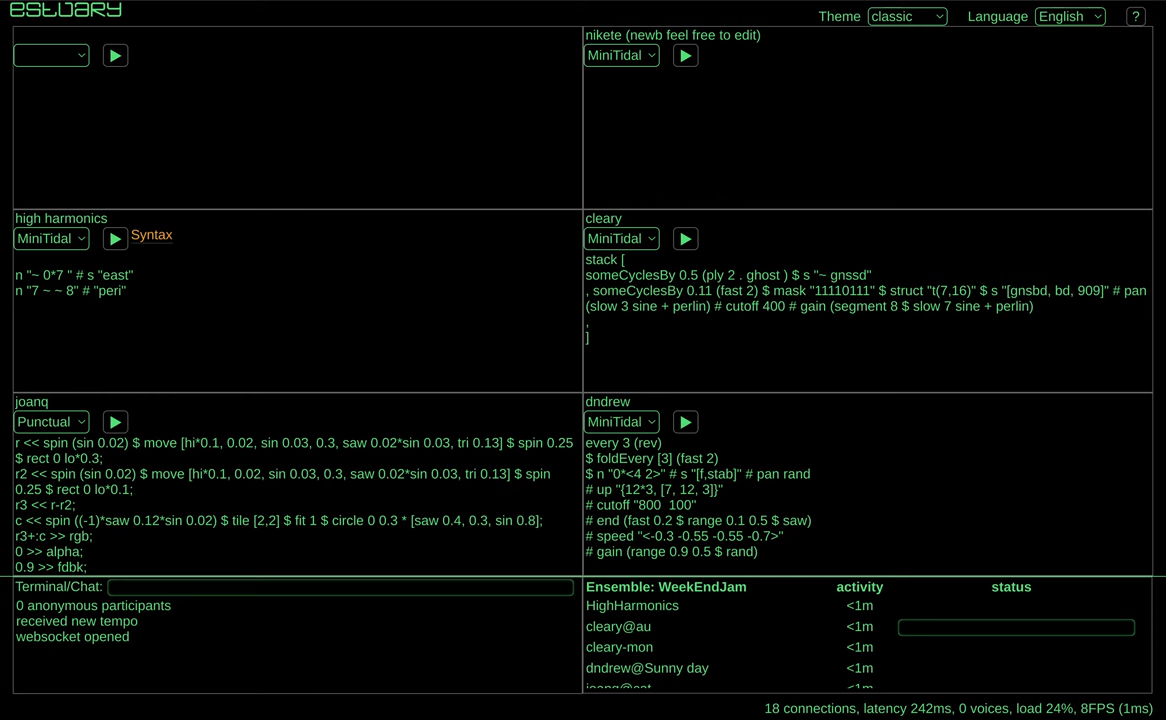 estuary
Theme classic Language English ?
nikete (newb feel free to edit)
MiniTidal
high harmonics
MiniTidal Syntax
n "~ 0*7 " # s "east"
n "7 ~ ~ 8" # "peri"
cleary
MiniTidal
stack [
someCyclesBy 0.5 (ply 2 . ghost ) $ s "~ gnssd"
, someCyclesBy 0.11 (fast 2) $ mask "11110111" $ struct "t(7,16)" $ s "[gnsbd, bd, 909]" # pan
(slow 3 sine + perlin) # cutoff 400 # gain (segment 8 $ slow 7 sine + perlin)
,
]
joanq
Punctual
r << spin (sin 0.02) $ move [hi*0.1, 0.02, sin 0.03, 0.3, saw 0.02*sin 0.03, tri 0.13] $ spin 0.25
$ rect 0 lo*0.3;
r2 << spin (sin 0.02) $ move [hi*0.1, 0.02, sin 0.03, 0.3, saw 0.02*sin 0.03, tri 0.13] $ spin
0.25 $ rect 0 lo*0.1;
r3 << r-r2;
c << spin ((-1)*saw 0.12*sin 0.02) $ tile [2,2] $ fit 1 $ circle 0 0.3 * [saw 0.4, 0.3, sin 0.8];
r3+:c >> rgb;
0 >> alpha;
0.9 >> fdbk;
dndrew
MiniTidal
every 3 (rev)
$ foldEvery [3] (fast 2)
$ n "0*<4 2>" # s "[f,stab]" # pan rand
# up "{12*3, [7, 12, 3]}"
# cutoff "800  100"
# end (fast 0.2 $ range 0.1 0.5 $ saw)
# speed "<-0.3 -0.55 -0.55 -0.7>"
# gain (range 0.9 0.5 $ rand)
Terminal/Chat:
0 anonymous participants
received new tempo
websocket opened
Ensemble: WeekEndJam activity status
HighHarmonics <1m
cleary@au <1m
cleary-mon <1m
dndrew@Sunny day <1m
joanq@cat <1m
18 connections, latency 242ms, 0 voices, load 24%, 8FPS (1ms)